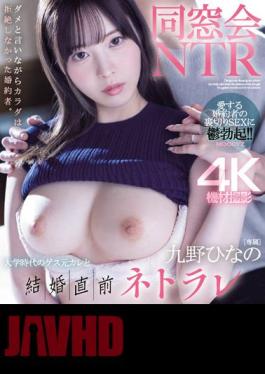 同窓会
NTR
ダメと言いながらカラダは、
拒絶しなかった婚約者。
愛する
婚約者の
裏切りSEXに
鬱勃起!!
MOODYZ
4K
機材撮影
[専属]
九野ひなの
大学時代のゲス元カレと
結婚直前
ネトラレ
JAVHD